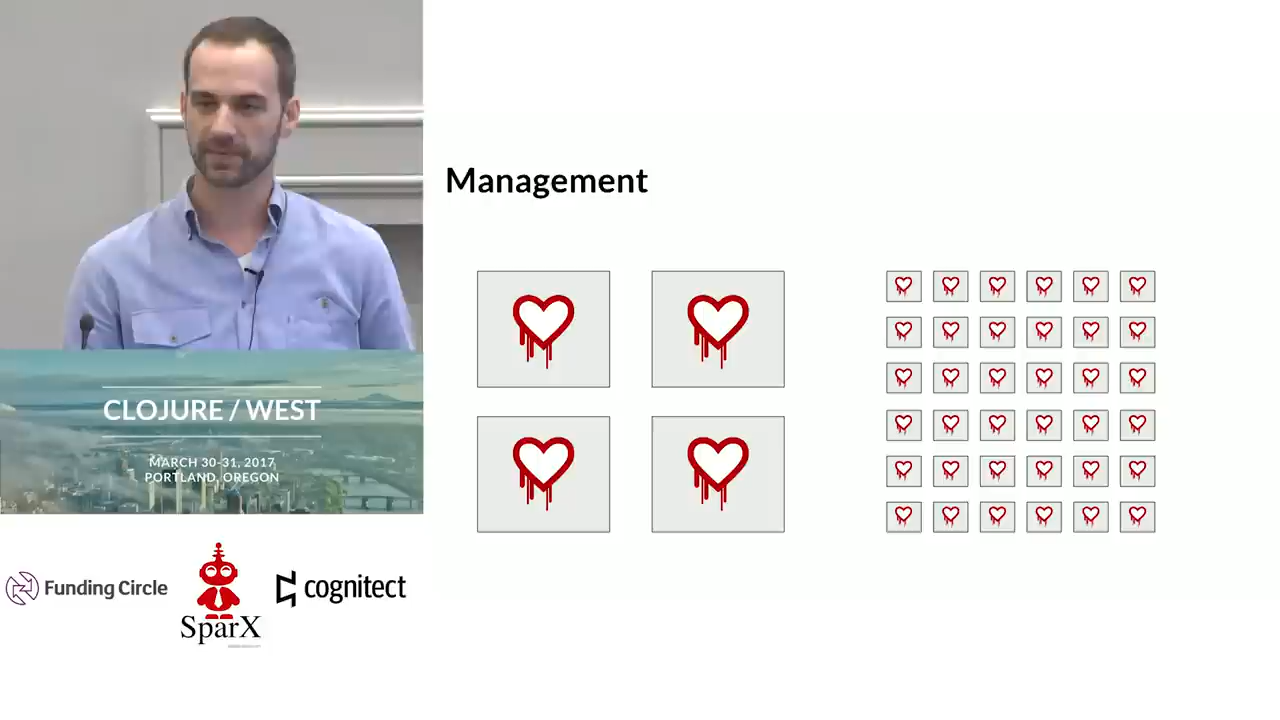 Management
CLOJURE / WEST
MARCH 30-31, 2017
PORTLAND, OREGON
Funding Circle
SparX
cognitect